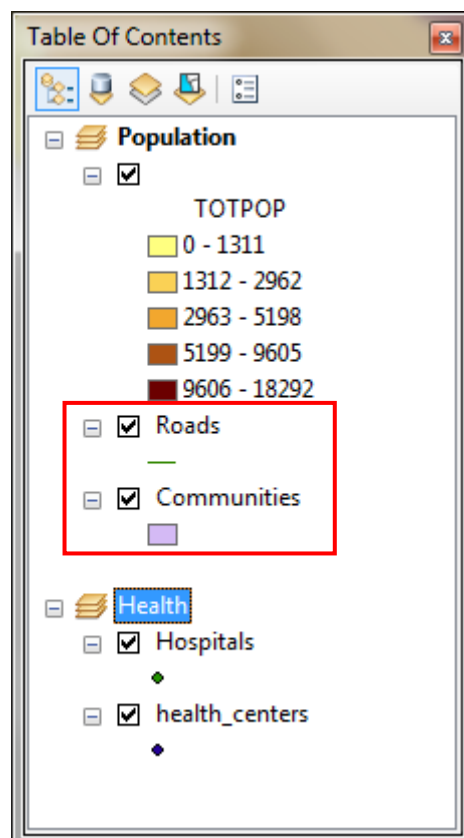 Table Of Contents
Population
TOTPOP
0 - 1311
1312 - 2962
2963 - 5198
5199 - 9605
9606 - 18292
Roads
Communities
Health
Hospitals
health_centers